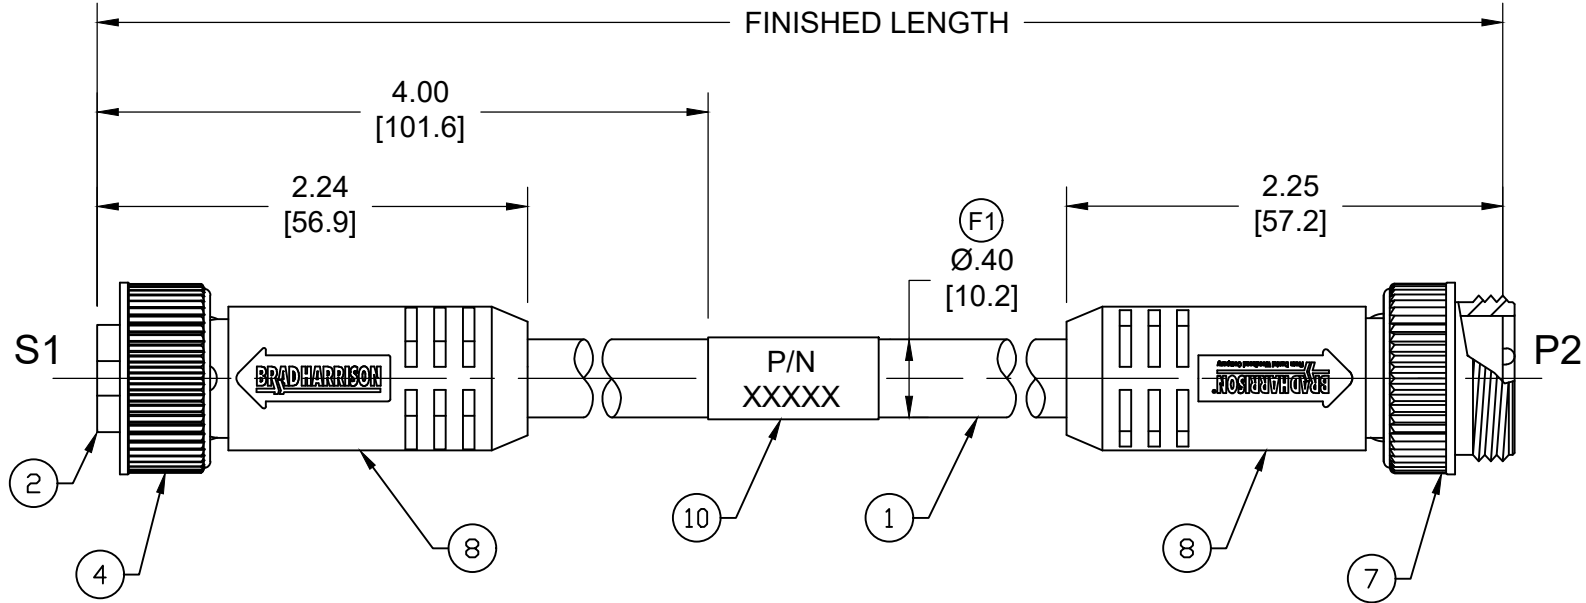 FINISHED LENGTH
4.00
[101.6]
2.24
[56.9]
2.25
[57.2]
F1
Ø.40
[10.2]
S1
BRAD HARRISON
P/N
XXXXX
BRAD HARRISON®
P2
2
4
8
10
1
8
7